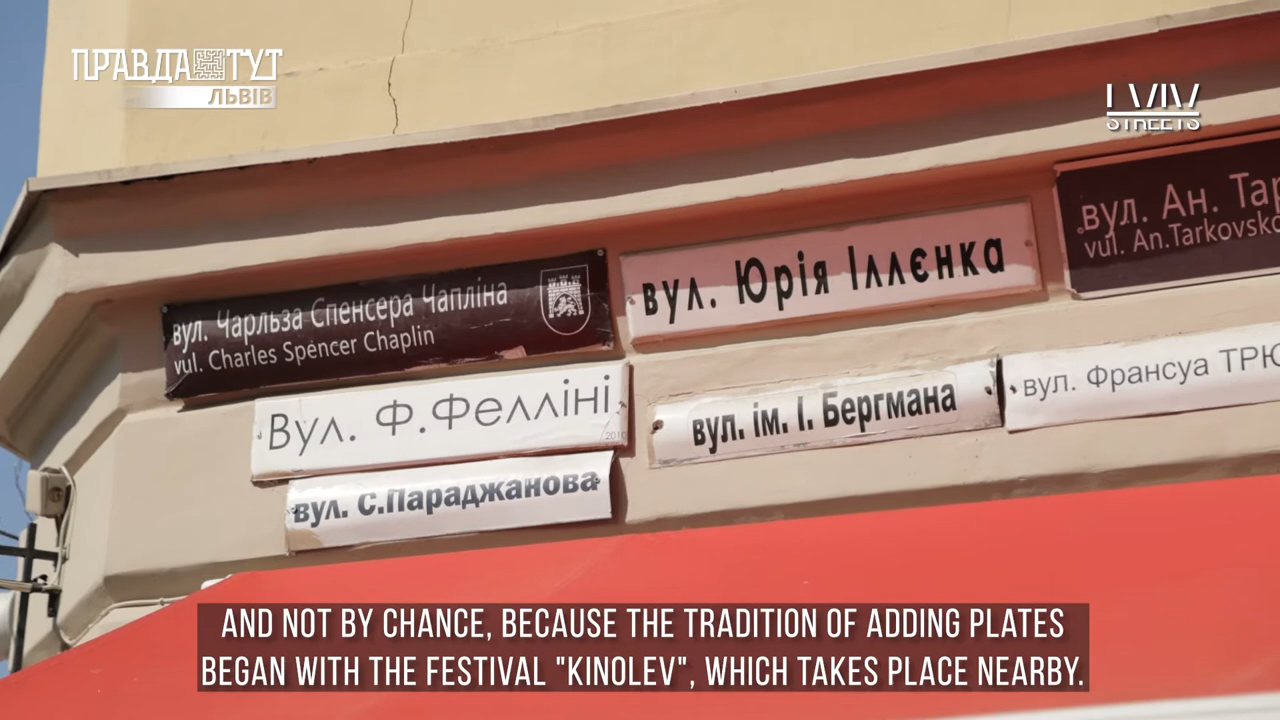 ПРАВДА ТУТ
ЛЬВІВ
LVIV
STREETS
вул. Чарльза Спенсера Чапліна
vul. Charles Spencer Chaplin
вул. Юрія Іллєнка
вул. Ан.
vul. An.Tarkovsko
Вул. Ф.Фелліні
2010
вул. ім. І. Бергмана
вул. Франсуа ТРЮ
вул. С.Параджанова
AND NOT BY CHANCE, BECAUSE THE TRADITION OF ADDING PLATES
BEGAN WITH THE FESTIVAL "KINOLEV", WHICH TAKES PLACE NEARBY.